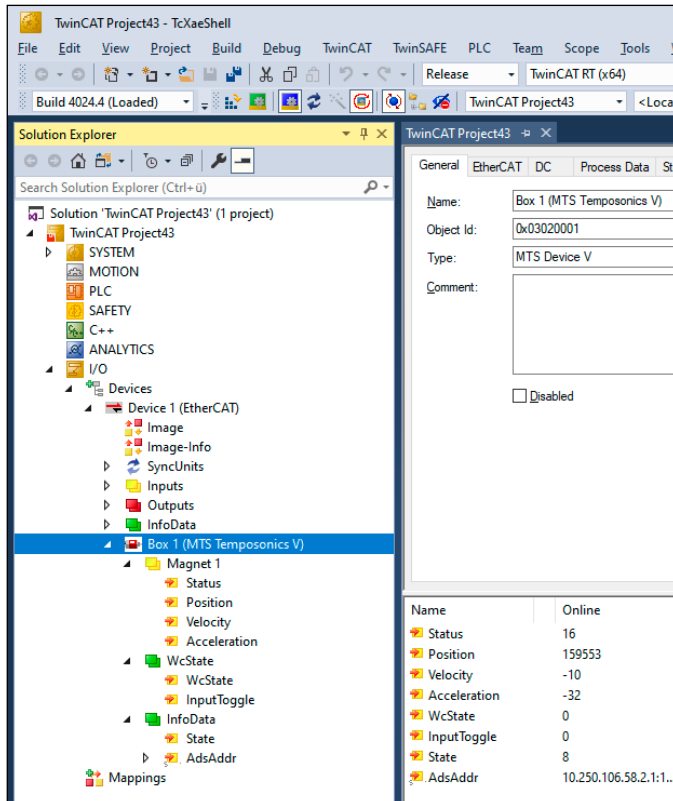 TwinCAT Project43 - TcXaeShell
File Edit View Project Build Debug TwinCAT TwinSAFE PLC Team Scope Tools
Release TwinCAT RT (x64)
Build 4024.4 (Loaded) TwinCAT Project43 <Loca
Solution Explorer
Search Solution Explorer (Ctrl+ü)
Solution 'TwinCAT Project43' (1 project)
TwinCAT Project43
SYSTEM
MOTION
PLC
SAFETY
C++
ANALYTICS
I/O
Devices
Device 1 (EtherCAT)
Image
Image-Info
SyncUnits
Inputs
Outputs
InfoData
Box 1 (MTS Temposonics V)
Magnet 1
Status
Position
Velocity
Acceleration
WcState
WcState
InputToggle
InfoData
State
AdsAddr
Mappings
TwinCAT Project43
General EtherCAT DC Process Data St
Name: Box 1 (MTS Temposonics V)
Object Id: 0x03020001
Type: MTS Device V
Comment:
Disabled
Name Online
Status 16
Position 159553
Velocity -10
Acceleration -32
WcState 0
InputToggle 0
State 8
AdsAddr 10.250.106.58.2.1:1...